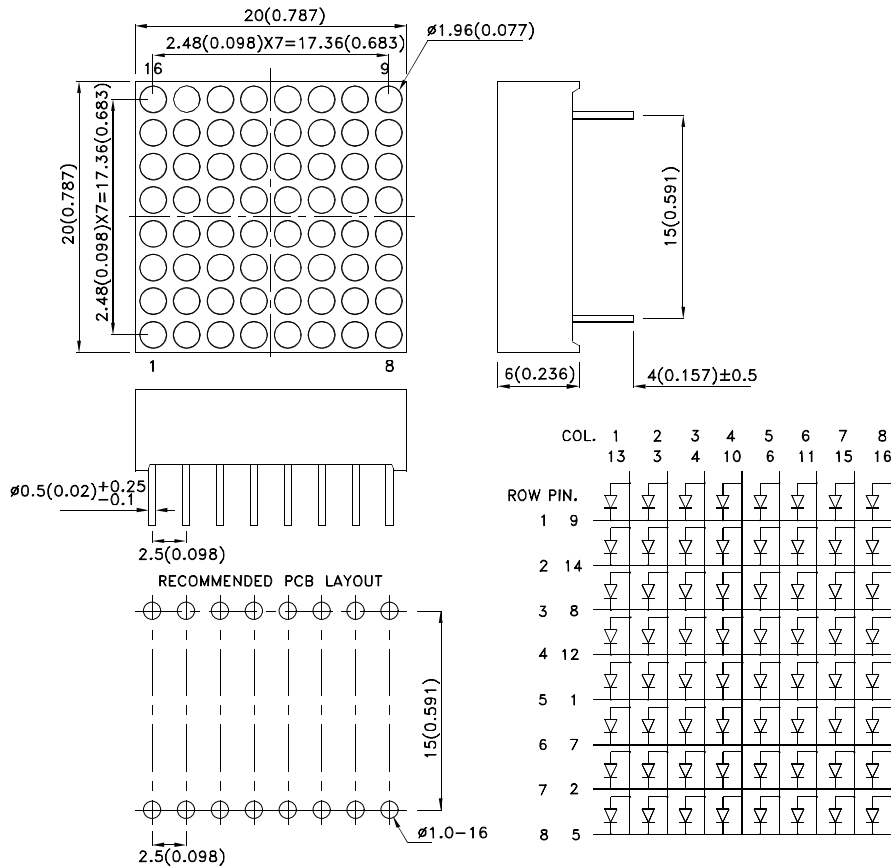 20(0.787)
2.48(0.098)X7=17.36(0.683)
ø1.96(0.077)
16 9
20(0.787)
2.48(0.098)X7=17.36(0.683)
1 8
15(0.591)
6(0.236)
4(0.157)±0.5
ø0.5(0.02)+0.25
-0.1
2.5(0.098)
RECOMMENDED PCB LAYOUT
15(0.591)
2.5(0.098)
ø1.0-16
COL. 1 2 3 4 5 6 7 8
13 3 4 10 6 11 15 16
ROW PIN.
1 9
2 14
3 8
4 12
5 1
6 7
7 2
8 5